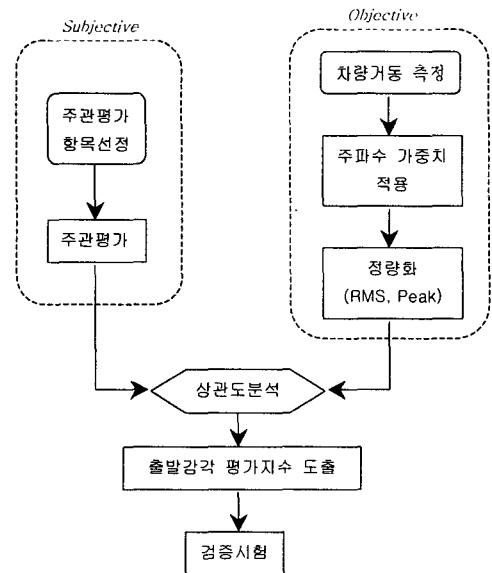 Subjective
주관평가
항목선정
주관평가
Objective
차량거동 측정
주파수 가중치
적용
정량화
(RMS, Peak)
상관도분석
출발감각 평가지수 도출
검증시험